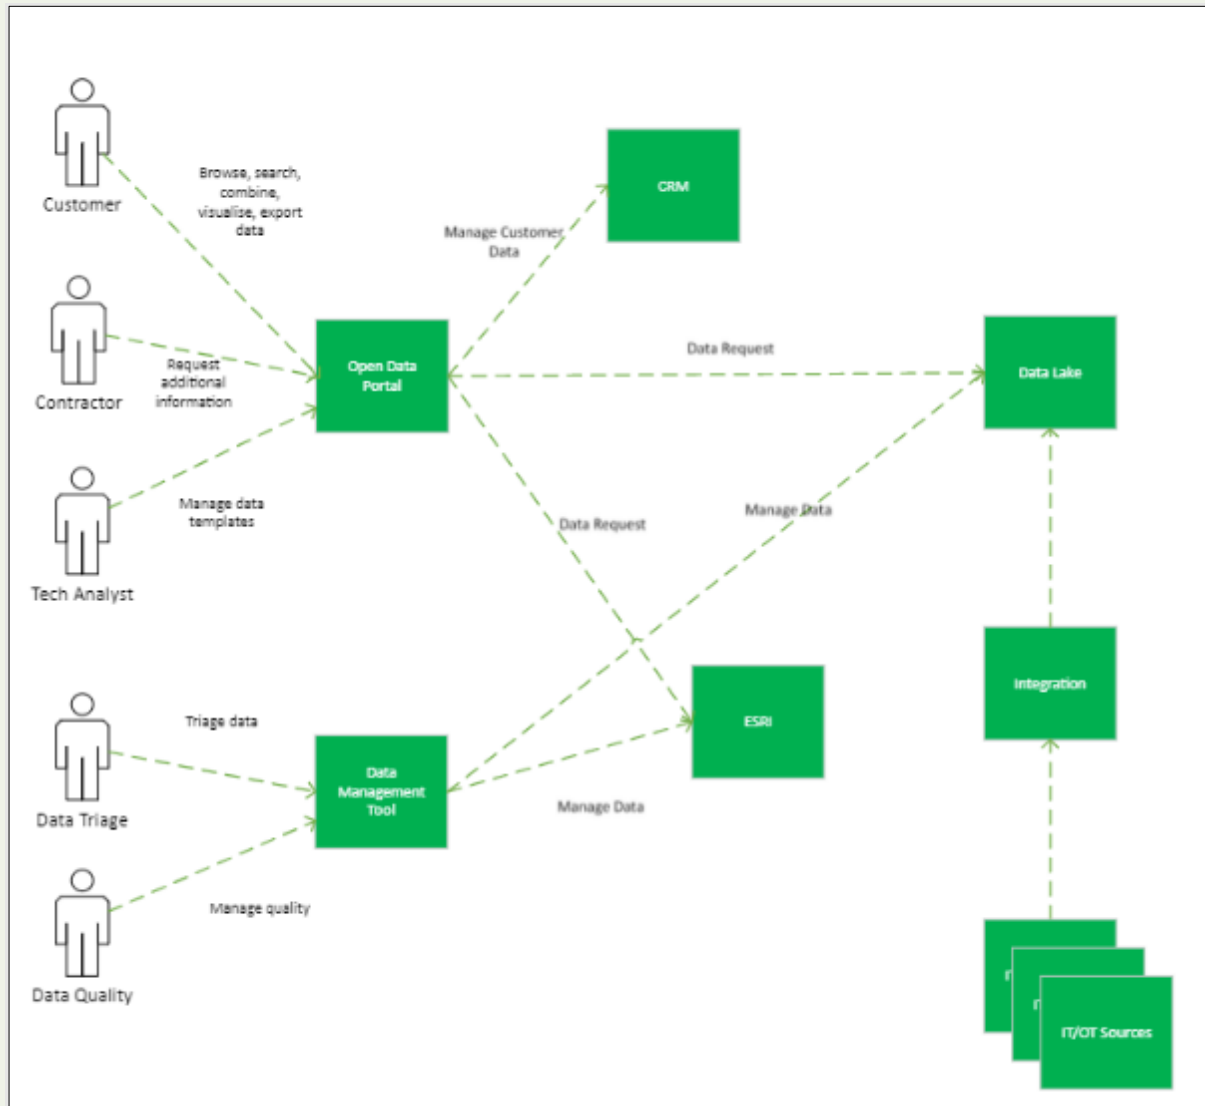 Customer
Browse, search,
combine,
visualise, export
data
CRM
Manage Customer
Data
Contractor
Request
additional
information
Open Data
Portal
Data Request
Data Lake
Tech Analyst
Manage data
templates
Data Request
Manage Data
Data Triage
Triage data
Data
Management
Tool
ESRI
Manage Data
Integration
Data Quality
Manage quality
IT/OT Sources